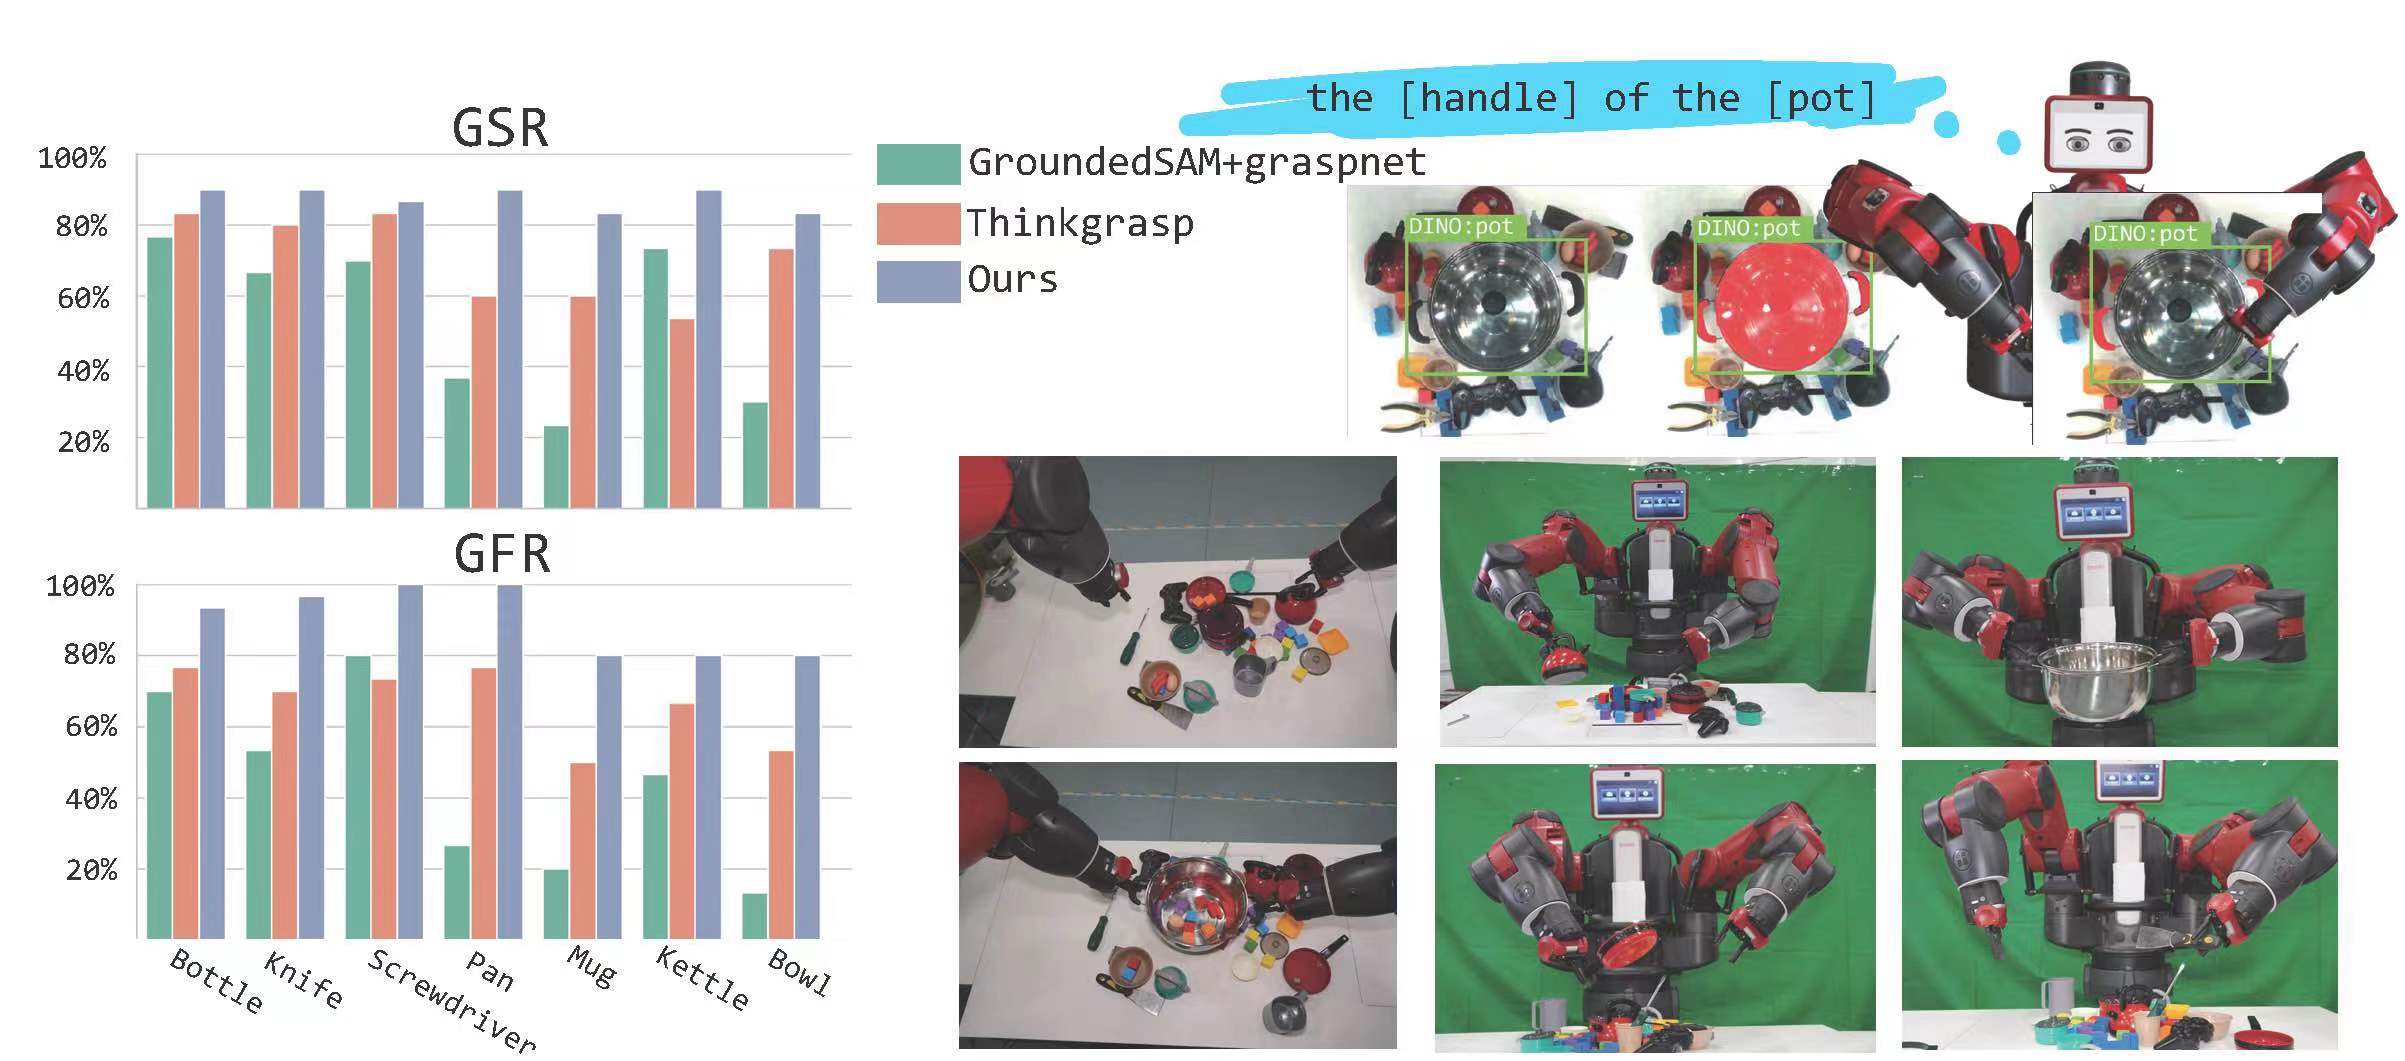 GSR
100%
80%
60%
40%
20%
GroundedSAM+graspnet
Thinkgrasp
Ours
GFR
100%
80%
60%
40%
20%
Bottle
Knife
Screwdriver
Pan
Mug
Kettle
Bowl
the [handle] of the [pot]
DINO:pot
DINO:pot
DINO:pot